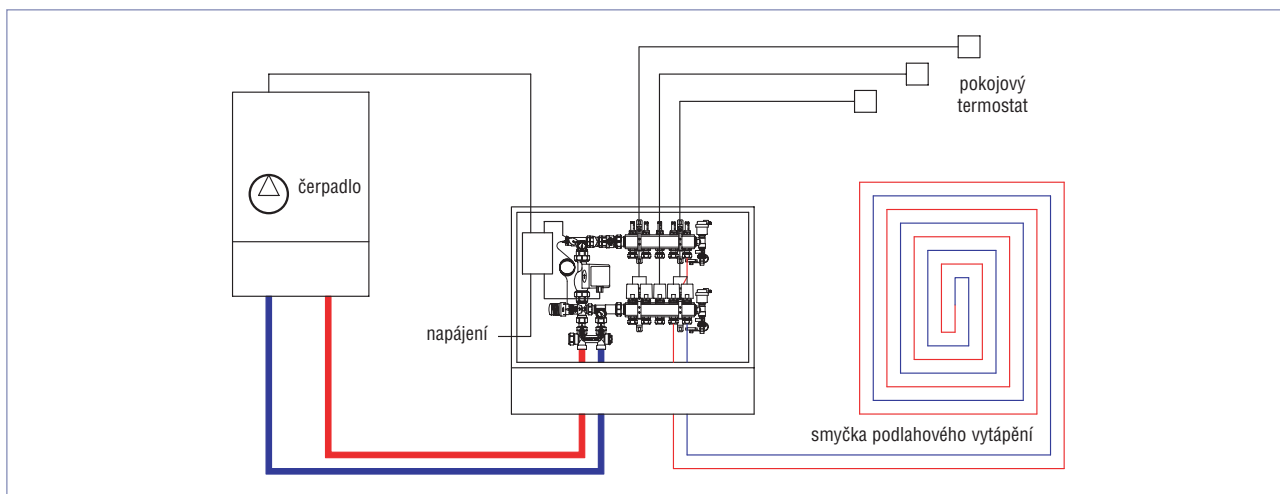 pokojový
termostat
čerpadlo
napájení
smyčka podlahového vytápění